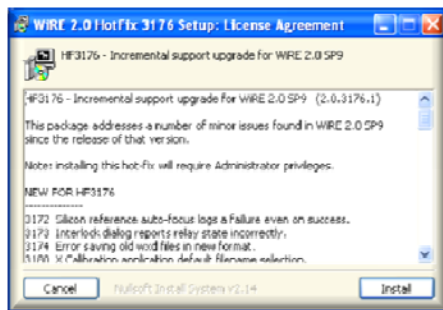 WiRE 2.0 HotFix 3176 Setup: License Agreement
HF3176 - Incremental support upgrade for WiRE 2.0 SP9
HF3176 - Incremental support upgrade for WiRE 2.0 SP9 (2.0.3176.1)
This package addresses a number of minor issues found in WiRE 2.0 SP9
since the release of that version.
Note: installing this hot-fix will require Administrator privileges.
NEW FOR HF3176
--------------
3172 Silicon reference auto-focus logs a failure even on success.
3173 Interlock dialog reports relay state incorrectly.
3174 Error saving old wxd files in new format.
X Calibration application default filename selection.
Cancel
Nullsoft Install System v2.14
Install